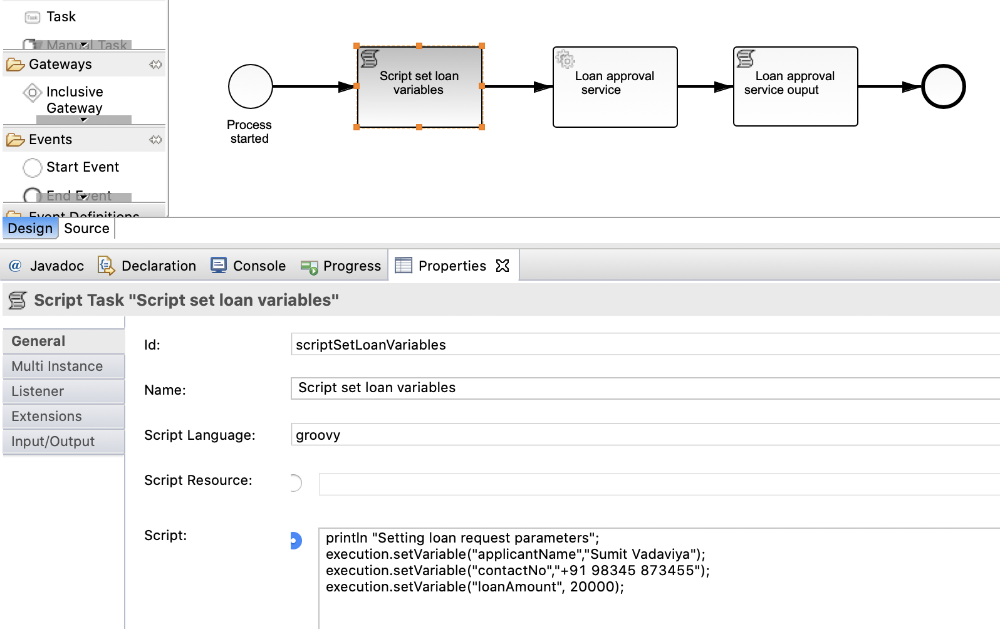 Task
Manual Task
Gateways
Inclusive
Gateway
Events
Start Event
End Event
Event Definitions
Process
started
Script set loan
variables
Loan approval
service
Loan approval
service ouput
Design Source
@ Javadoc Declaration Console Progress Properties
Script Task "Script set loan variables"
General
Multi Instance
Listener
Extensions
Input/Output
Id: scriptSetLoanVariables
Name: Script set loan variables
Script Language: groovy
Script Resource:
Script: println "Setting loan request parameters";
execution.setVariable("applicantName","Sumit Vadaviya");
execution.setVariable("contactNo","+91 98345 873455");
execution.setVariable("loanAmount", 20000);